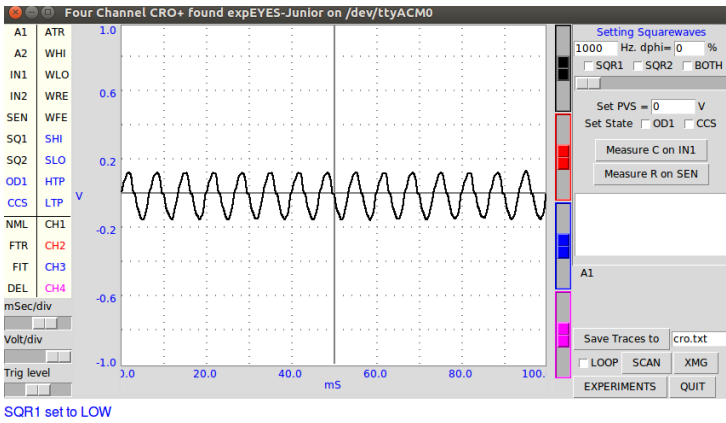 Four Channel CRO+ found expEYES-Junior on /dev/ttyACM0
A1 ATR
A2 WHI
IN1 WLO
IN2 WRE
SEN WFE
SQ1 SHI
SQ2 SLO
OD1 HTP
CCS LTP
NML CH1
FTR CH2
FIT CH3
DEL CH4
mSec/div
Volt/div
Trig level
1.0
0.6
0.2
V
-0.2
-0.6
-1.0
0.0 20.0 40.0 60.0 80.0 100.
mS
Setting Squarewaves
1000 Hz. dphi= 0 %
SQR1 SQR2 BOTH
Set PVS = 0 V
Set State OD1 CCS
Measure C on IN1
Measure R on SEN
A1
Save Traces to cro.txt
LOOP SCAN XMG
EXPERIMENTS QUIT
SQR1 set to LOW